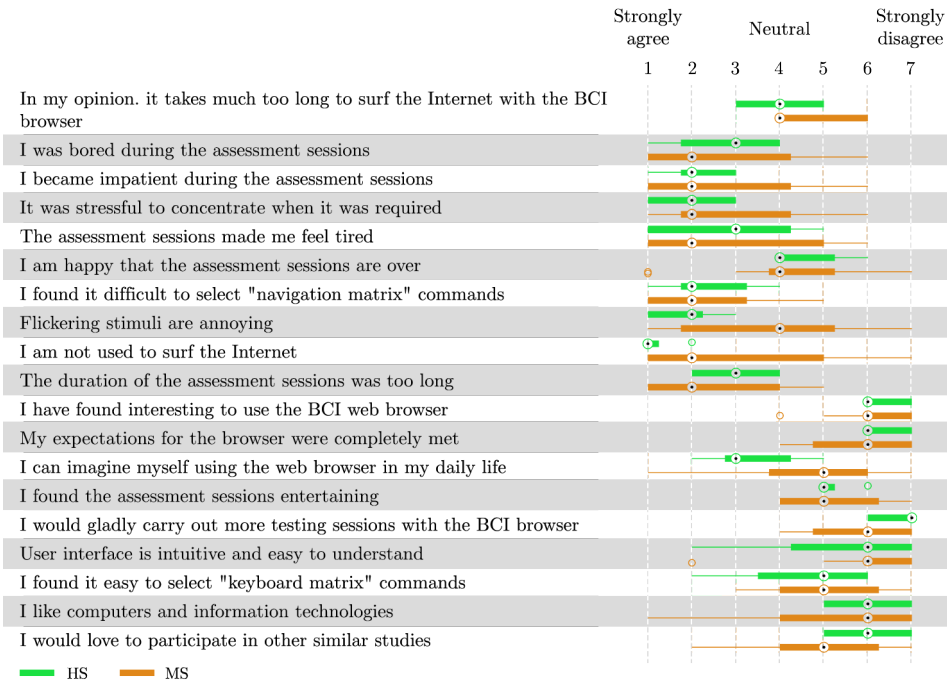 Strongly agree
Neutral
Strongly disagree
1 2 3 4 5 6 7
In my opinion. it takes much too long to surf the Internet with the BCI
browser
I was bored during the assessment sessions
I became impatient during the assessment sessions
It was stressful to concentrate when it was required
The assessment sessions made me feel tired
I am happy that the assessment sessions are over
I found it difficult to select "navigation matrix" commands
Flickering stimuli are annoying
I am not used to surf the Internet
The duration of the assessment sessions was too long
I have found interesting to use the BCI web browser
My expectations for the browser were completely met
I can imagine myself using the web browser in my daily life
I found the assessment sessions entertaining
I would gladly carry out more testing sessions with the BCI browser
User interface is intuitive and easy to understand
I found it easy to select "keyboard matrix" commands
I like computers and information technologies
I would love to participate in other similar studies
HS MS